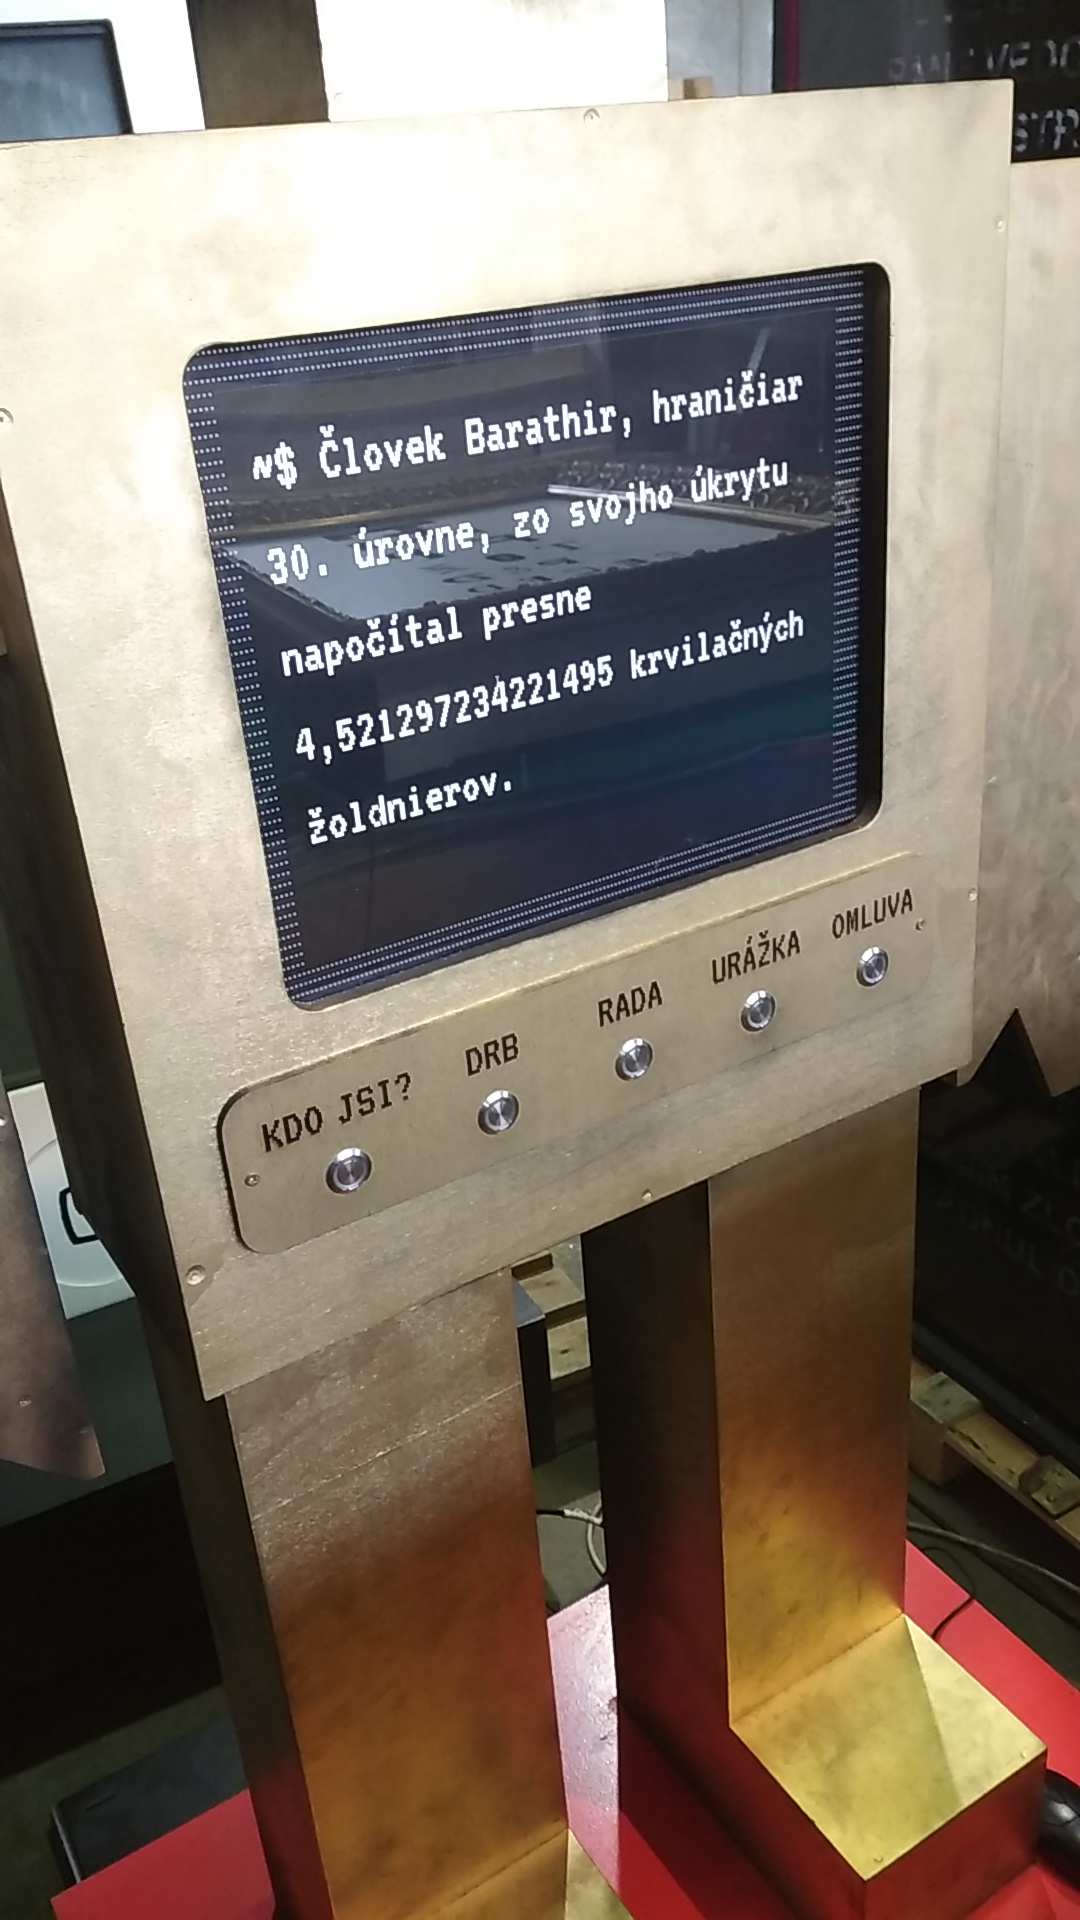 ~$ Človek Barathir, hraničiar
30. úrovne, zo svojho úkrytu
napočítal presne
4,521297234221495 krvilačných
žoldnierov.
KDO JSI?
DRB
RADA
URÁŽKA
OMLUVA